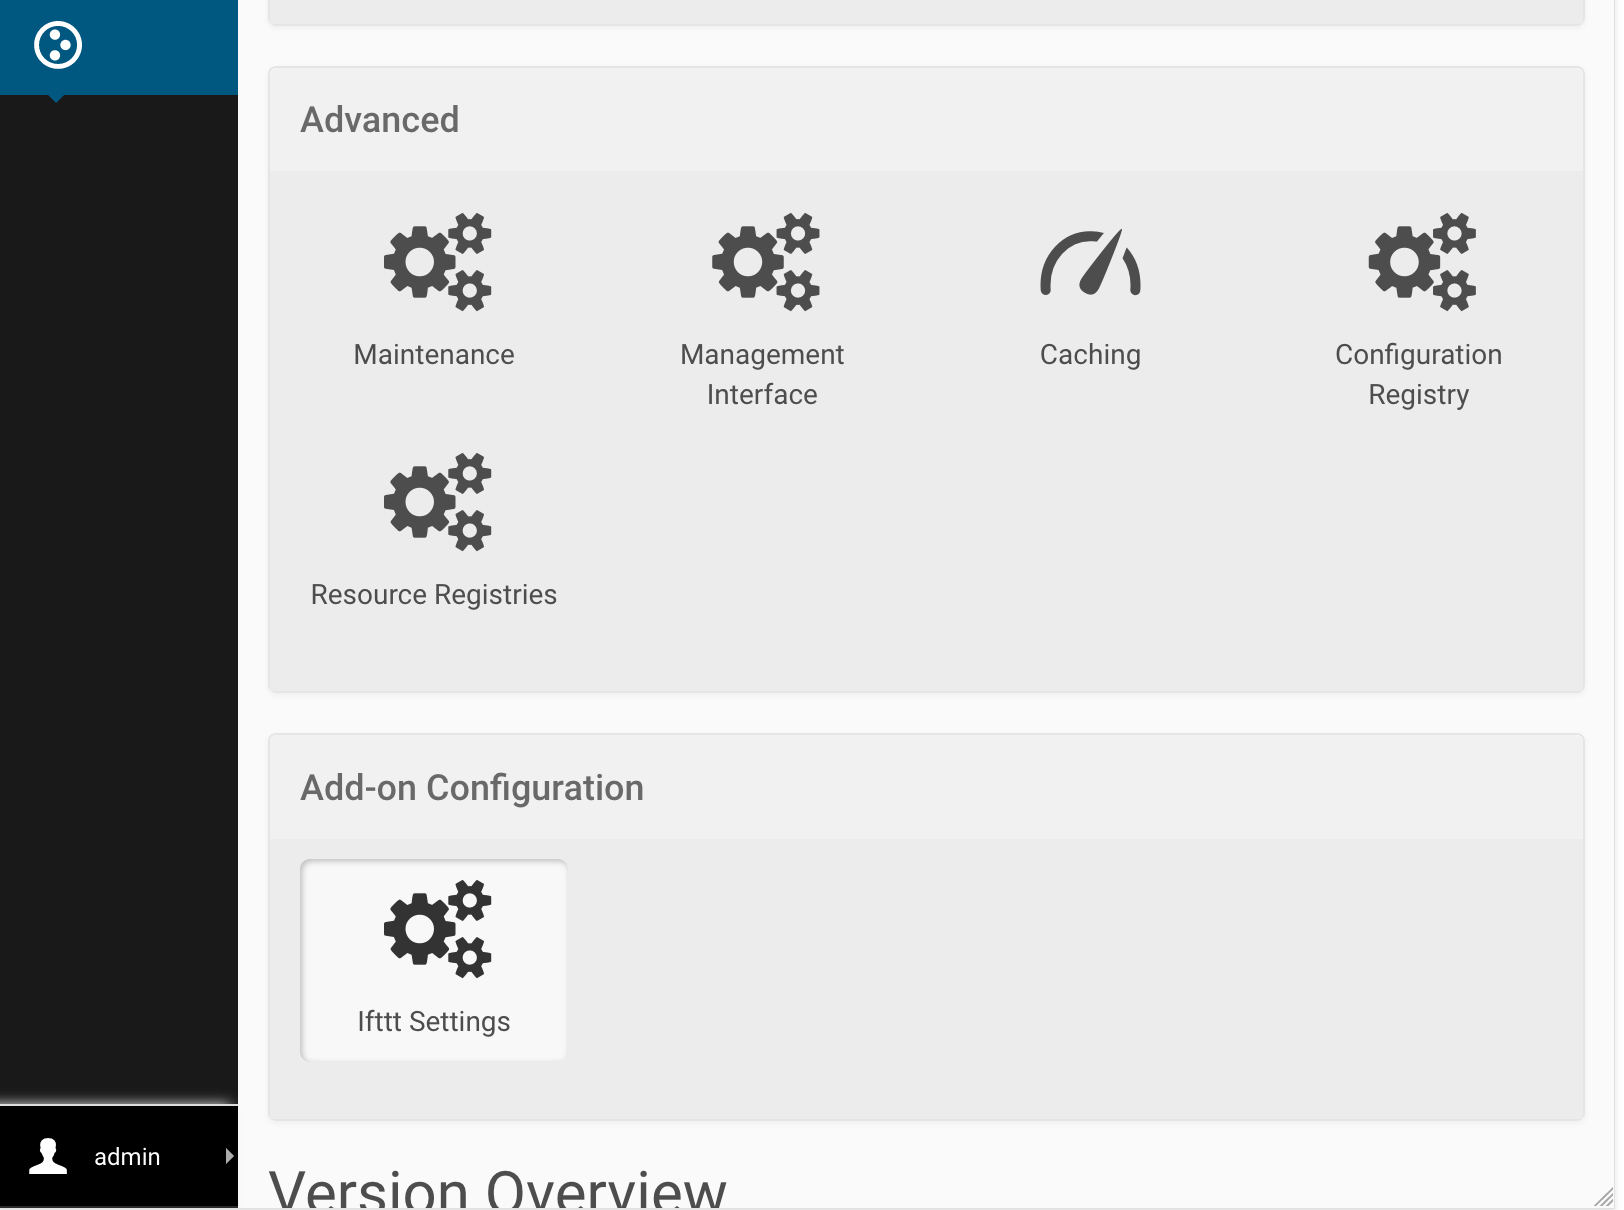 Advanced
Maintenance
Management
Interface
Caching
Configuration
Registry
Resource Registries
Add-on Configuration
Ifttt Settings
admin
Version Overview